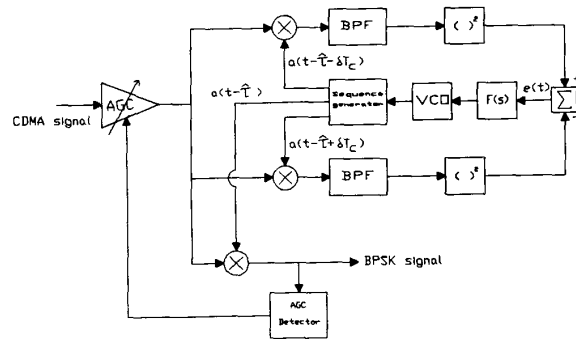 BPF
( )²
a(t-τ̂-δT_c)
a(t-τ̂)
AGC
CDMA signal
Sequence
generator
VCO
F(s)
e(t)
Σ
a(t-τ̂+δT_c)
BPF
( )²
BPSK signal
AGC
Detector